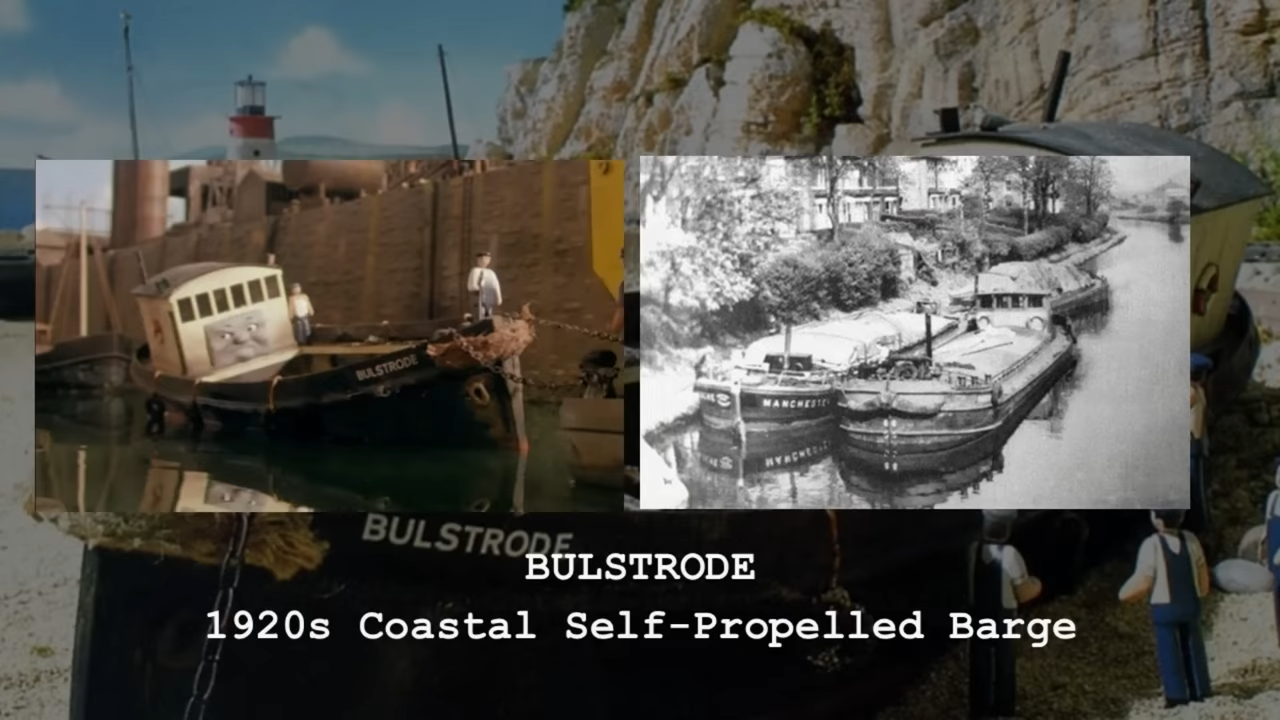 BULSTRODE
MANCHESTER
BULSTRODE
BULSTRODE
1920s Coastal Self-Propelled Barge